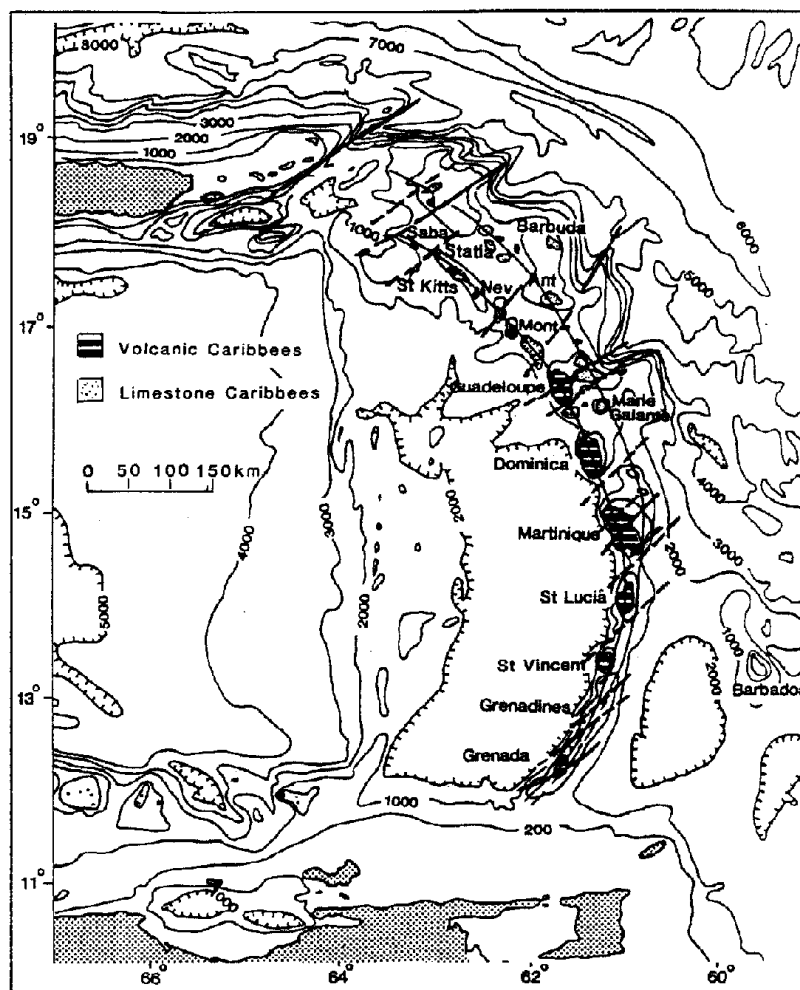 8000
7000
19°
3000
2000
1000
6000
1000
Saba
Barbuda
Statia
5000
St Kitts
Nev
Ant
17°
Mont
Volcanic Caribbees
Limestone Caribbees
Guadeloupe
Marie
Galante
0 50 100 150km
Dominica
2000
4000
15°
3000
4000
Martinique
3000
2000
5000
2000
St Lucia
1000
St Vincent
2000
13°
Barbados
Grenadines
Grenada
1000
200
11°
1000
66° 64° 62° 60°